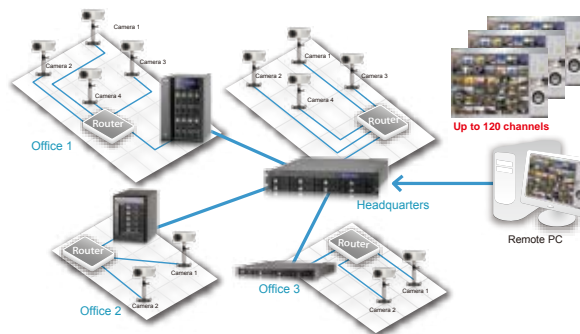 Camera 1
Camera 2
Camera 3
Camera 4
Router
Office 1
Camera 1
Camera 2
Camera 3
Camera 4
Router
Up to 120 channels
Headquarters
Remote PC
Router
Camera 1
Camera 2
Office 2
Router
Camera 1
Camera 2
Office 3